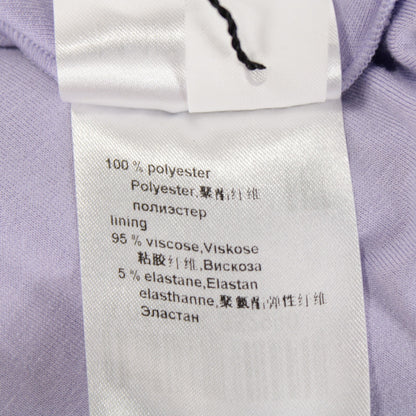 100 % polyester
Polyester,聚酯纤维
полиэстер
lining
95 % viscose,Viskose
粘胶纤维,Вискоза
5 % elastane,Elastan
elasthanne,聚氨酯弹性纤维
Эластан